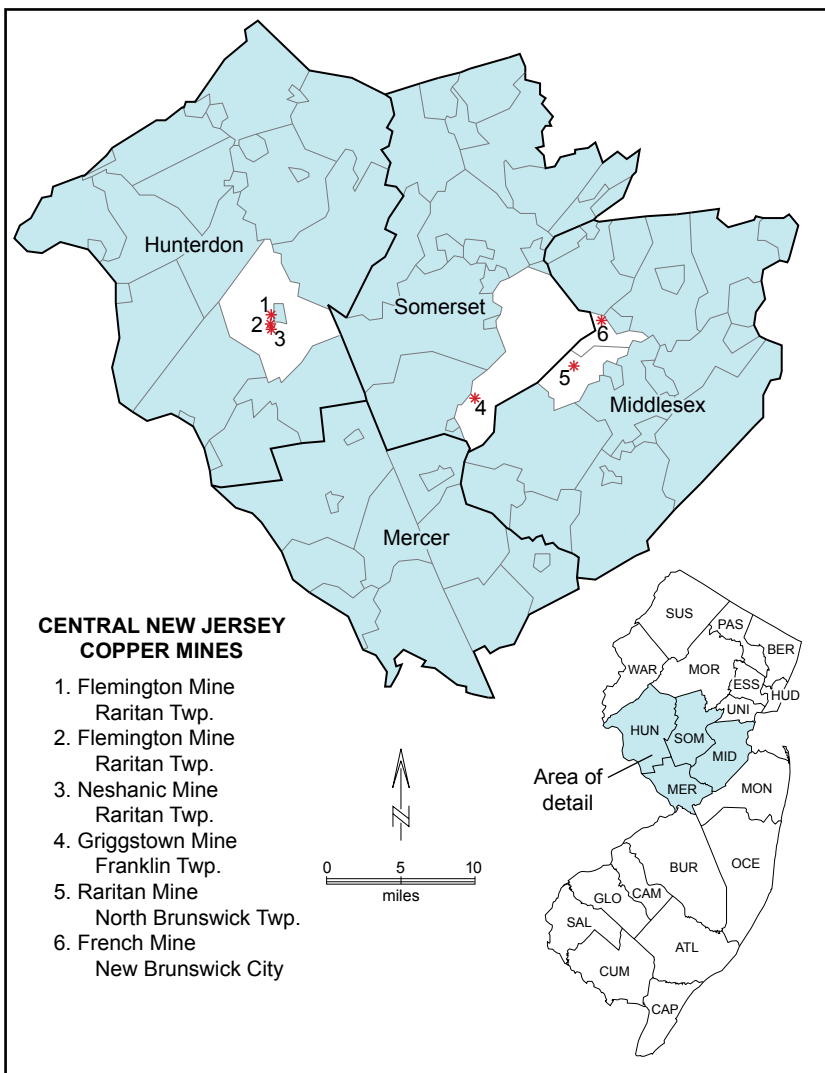 Hunterdon
1
2
3
Somerset
4
5
6
Middlesex
Mercer
CENTRAL NEW JERSEY
COPPER MINES
1. Flemington Mine
Raritan Twp.
2. Flemington Mine
Raritan Twp.
3. Neshanic Mine
Raritan Twp.
4. Griggstown Mine
Franklin Twp.
5. Raritan Mine
North Brunswick Twp.
6. French Mine
New Brunswick City
N
0 5 10
miles
Area of
detail
SUS
PAS
BER
WAR
MOR
ESS
HUD
UNI
HUN
SOM
MID
MER
MON
BUR
OCE
GLO
CAM
SAL
ATL
CUM
CAP